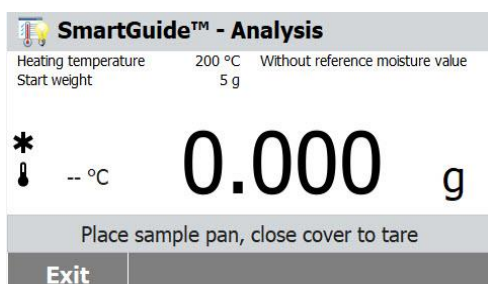 SmartGuide™ - Analysis
Heating temperature 200 °C Without reference moisture value
Start weight 5 g
-- °C 0.000 g
Place sample pan, close cover to tare
Exit